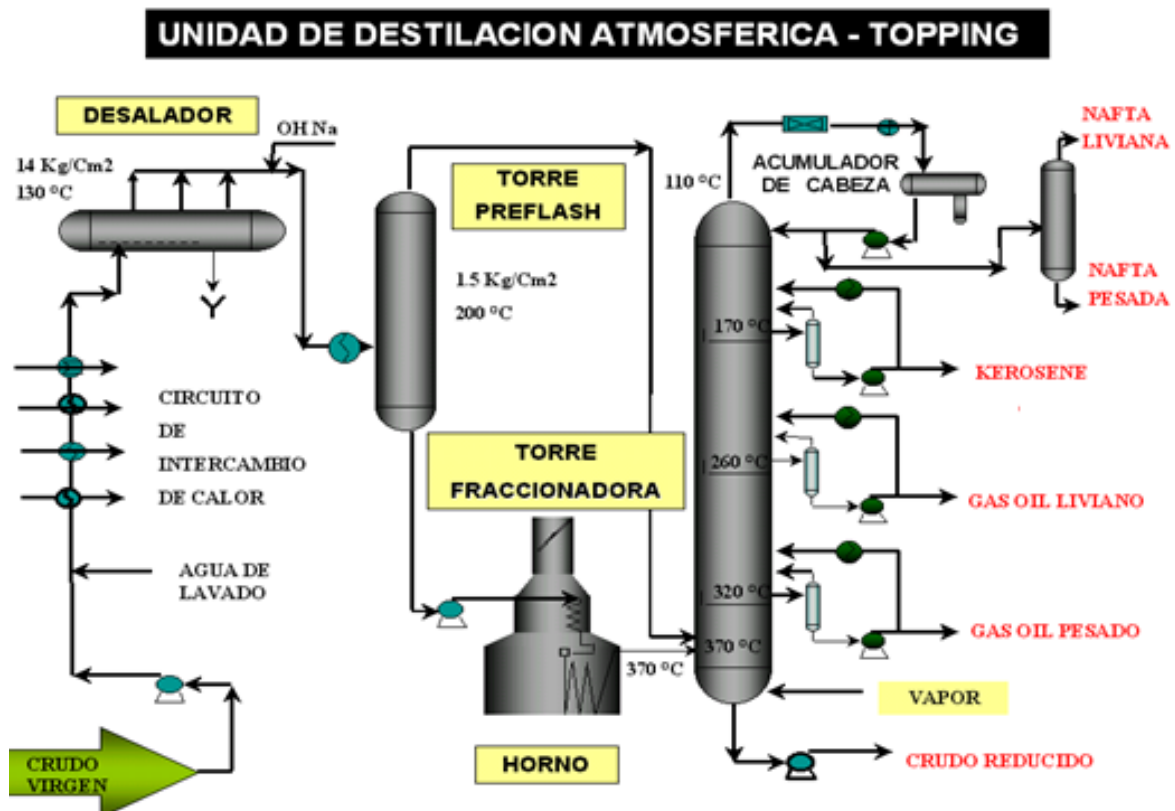 UNIDAD DE DESTILACION ATMOSFERICA - TOPPING
DESALADOR
OH Na
14 Kg/Cm2
130 °C
TORRE
PREFLASH
1.5 Kg/Cm2
200 °C
110 °C
ACUMULADOR
DE CABEZA
NAFTA
LIVIANA
NAFTA
PESADA
170 °C
KEROSENE
CIRCUITO
DE
INTERCAMBIO
DE CALOR
TORRE
FRACCIONADORA
260 °C
GAS OIL LIVIANO
AGUA DE
LAVADO
320 °C
GAS OIL PESADO
370 °C
370 °C
VAPOR
HORNO
CRUDO REDUCIDO
CRUDO
VIRGEN